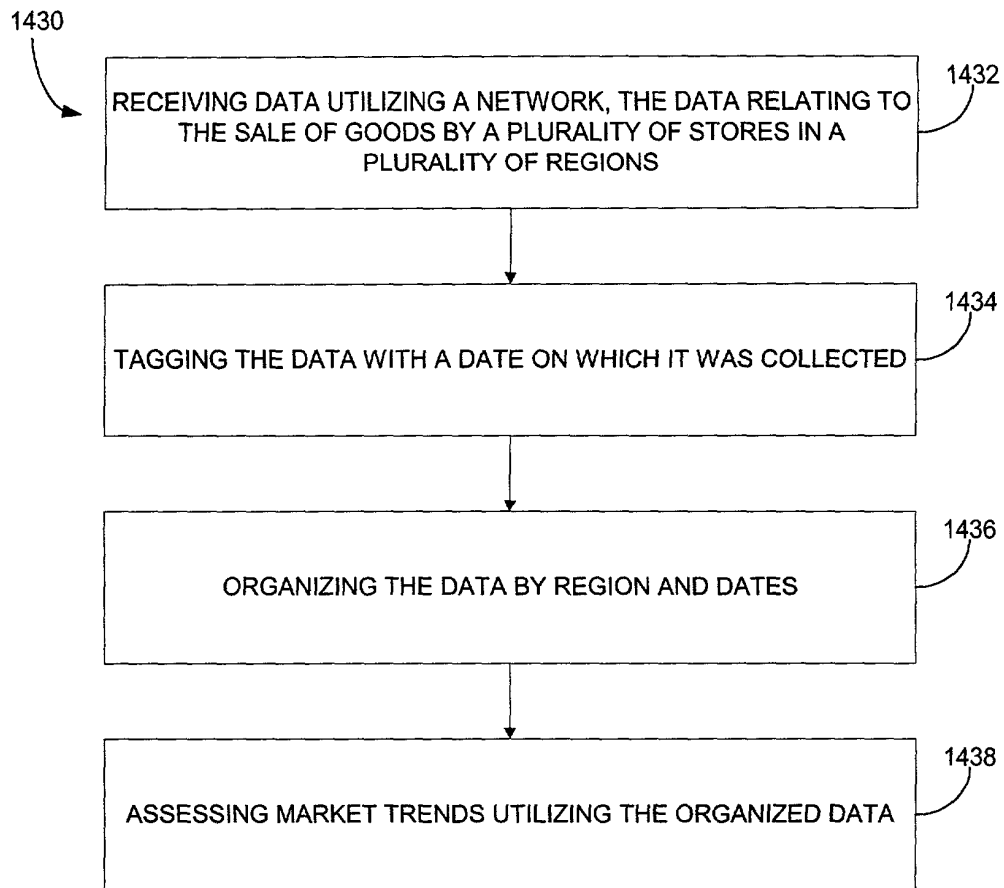 1430
1432
RECEIVING DATA UTILIZING A NETWORK, THE DATA RELATING TO
THE SALE OF GOODS BY A PLURALITY OF STORES IN A
PLURALITY OF REGIONS
1434
TAGGING THE DATA WITH A DATE ON WHICH IT WAS COLLECTED
1436
ORGANIZING THE DATA BY REGION AND DATES
1438
ASSESSING MARKET TRENDS UTILIZING THE ORGANIZED DATA